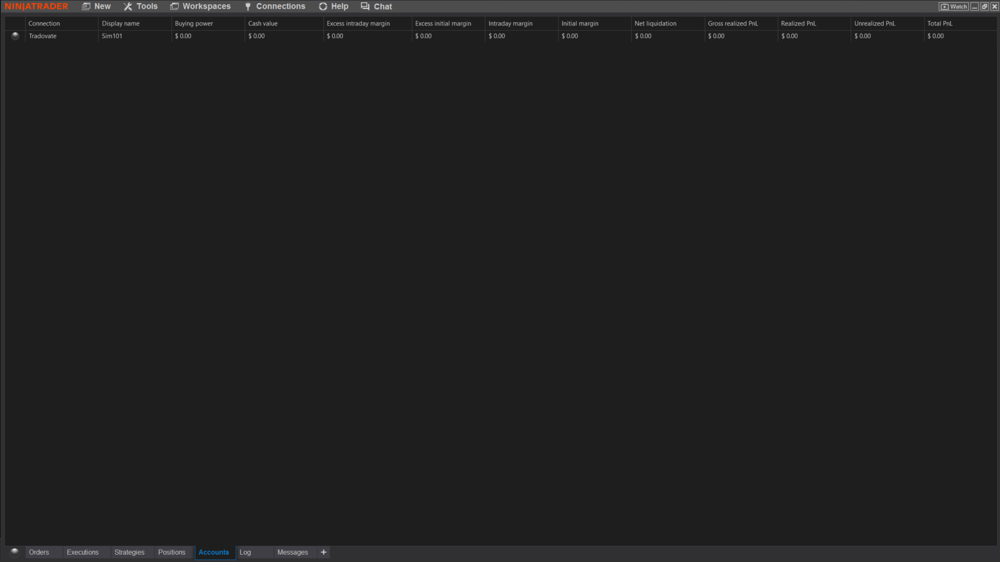 NINJATRADER New Tools Workspaces Connections Help Chat Watch
Connection Display name Buying power Cash value Excess intraday margin Excess initial margin Intraday margin Initial margin Net liquidation Gross realized PnL Realized PnL Unrealized PnL Total PnL
Tradovate Sim101 $ 0.00 $ 0.00 $ 0.00 $ 0.00 $ 0.00 $ 0.00 $ 0.00 $ 0.00 $ 0.00 $ 0.00 $ 0.00
Orders Executions Strategies Positions Accounts Log Messages +